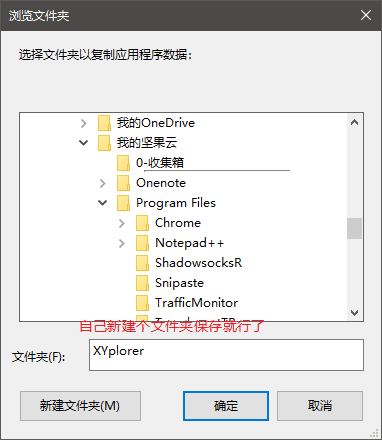 浏览文件夹
选择文件夹以复制应用程序数据:
我的OneDrive
我的坚果云
0-收集箱
Onenote
Program Files
Chrome
Notepad++
ShadowsocksR
Snipaste
TrafficMonitor
自己新建个文件夹保存就行了
文件夹(F):
XYplorer
新建文件夹(M)
确定
取消